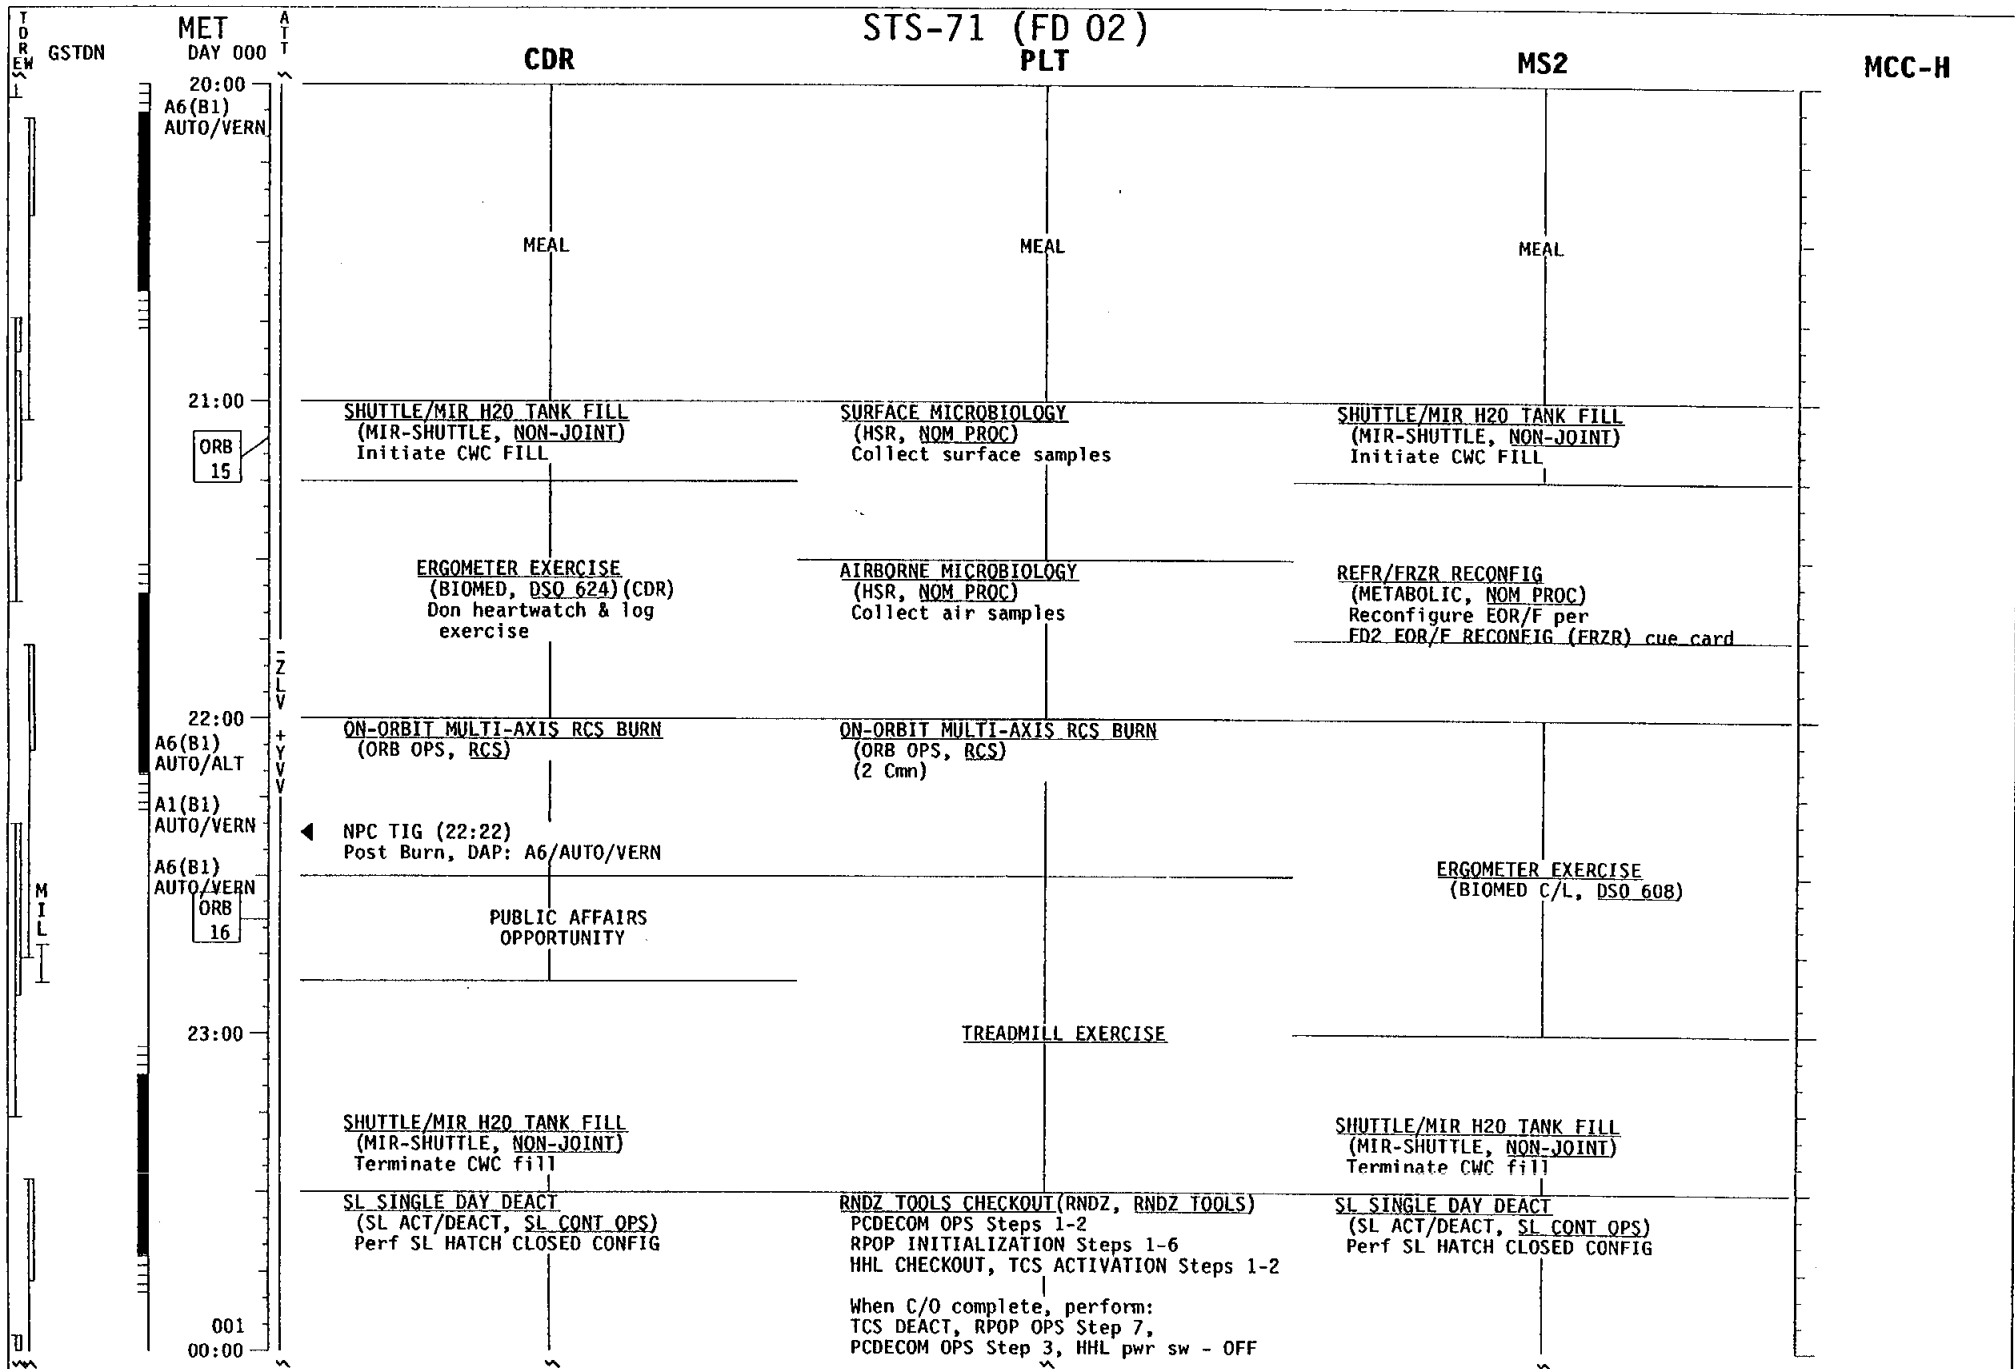 STS-71 (FD 02)
TDRE W
GSTDN
MET
DAY 000
ATT
CDR
PLT
MS2
MCC-H
20:00
A6(B1)
AUTO/VERN
MEAL
MEAL
MEAL
21:00
ORB
15
SHUTTLE/MIR H20 TANK FILL
(MIR-SHUTTLE, NON-JOINT)
Initiate CWC FILL
SURFACE MICROBIOLOGY
(HSR, NOM PROC)
Collect surface samples
SHUTTLE/MIR H20 TANK FILL
(MIR-SHUTTLE, NON-JOINT)
Initiate CWC FILL
ERGOMETER EXERCISE
(BIOMED, DSO 624)(CDR)
Don heartwatch & log
exercise
AIRBORNE MICROBIOLOGY
(HSR, NOM PROC)
Collect air samples
REFR/FRZR RECONFIG
(METABOLIC, NOM PROC)
Reconfigure EOR/F per
FD2 EOR/F RECONFIG (FRZR) cue card
-ZLV +YVV
22:00
A6(B1)
AUTO/ALT
A1(B1)
AUTO/VERN
A6(B1)
AUTO/VERN
ORB
16
MIL
ON-ORBIT MULTI-AXIS RCS BURN
(ORB OPS, RCS)
NPC TIG (22:22)
Post Burn, DAP: A6/AUTO/VERN
PUBLIC AFFAIRS
OPPORTUNITY
ON-ORBIT MULTI-AXIS RCS BURN
(ORB OPS, RCS)
(2 Cmn)
ERGOMETER EXERCISE
(BIOMED C/L, DSO 608)
23:00
TREADMILL EXERCISE
SHUTTLE/MIR H20 TANK FILL
(MIR-SHUTTLE, NON-JOINT)
Terminate CWC fill
SHUTTLE/MIR H20 TANK FILL
(MIR-SHUTTLE, NON-JOINT)
Terminate CWC fill
SL SINGLE DAY DEACT
(SL ACT/DEACT, SL CONT OPS)
Perf SL HATCH CLOSED CONFIG
RNDZ TOOLS CHECKOUT(RNDZ, RNDZ TOOLS)
PCDECOM OPS Steps 1-2
RPOP INITIALIZATION Steps 1-6
HHL CHECKOUT, TCS ACTIVATION Steps 1-2
When C/O complete, perform:
TCS DEACT, RPOP OPS Step 7,
PCDECOM OPS Step 3, HHL pwr sw - OFF
SL SINGLE DAY DEACT
(SL ACT/DEACT, SL CONT OPS)
Perf SL HATCH CLOSED CONFIG
001
00:00